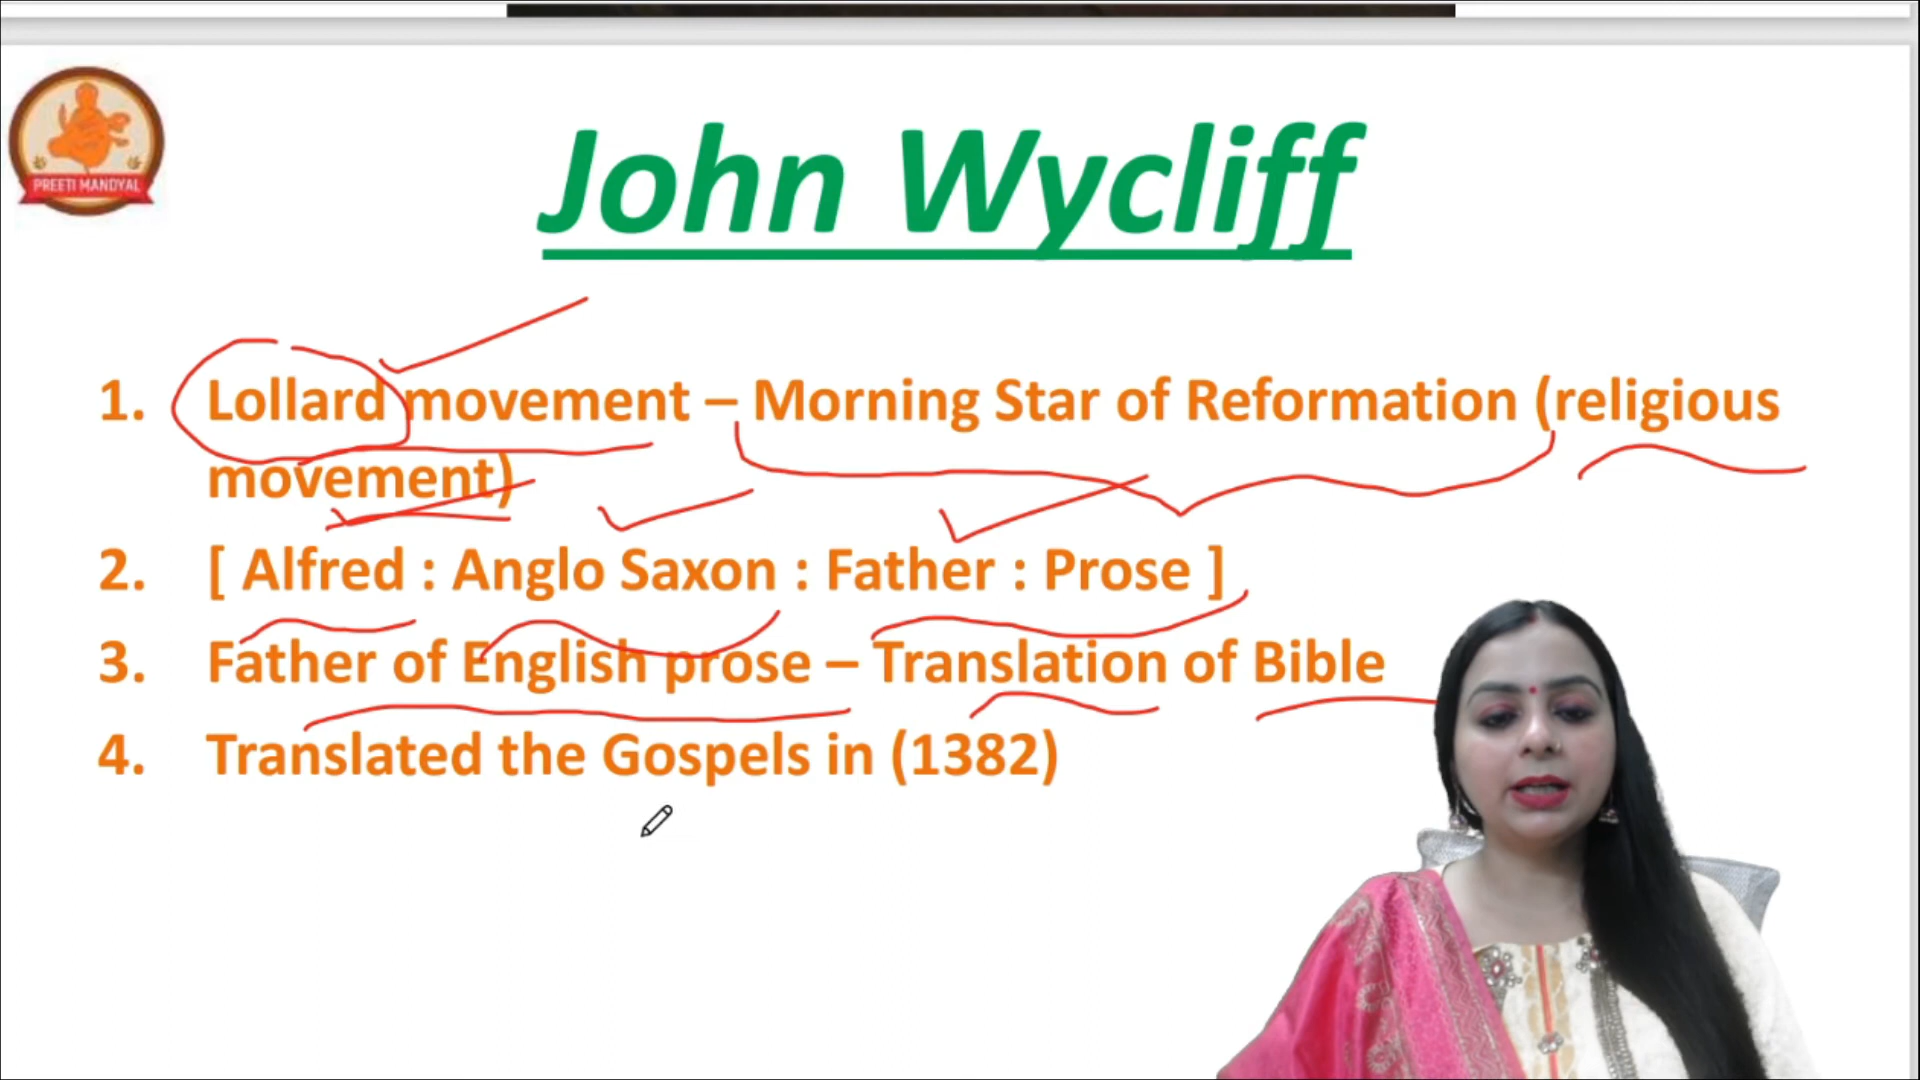 PREETI MANDYAL
John Wycliff
1. Lollard movement – Morning Star of Reformation (religious
movement)
2. [ Alfred : Anglo Saxon : Father : Prose ]
3. Father of English prose – Translation of Bible
4. Translated the Gospels in (1382)